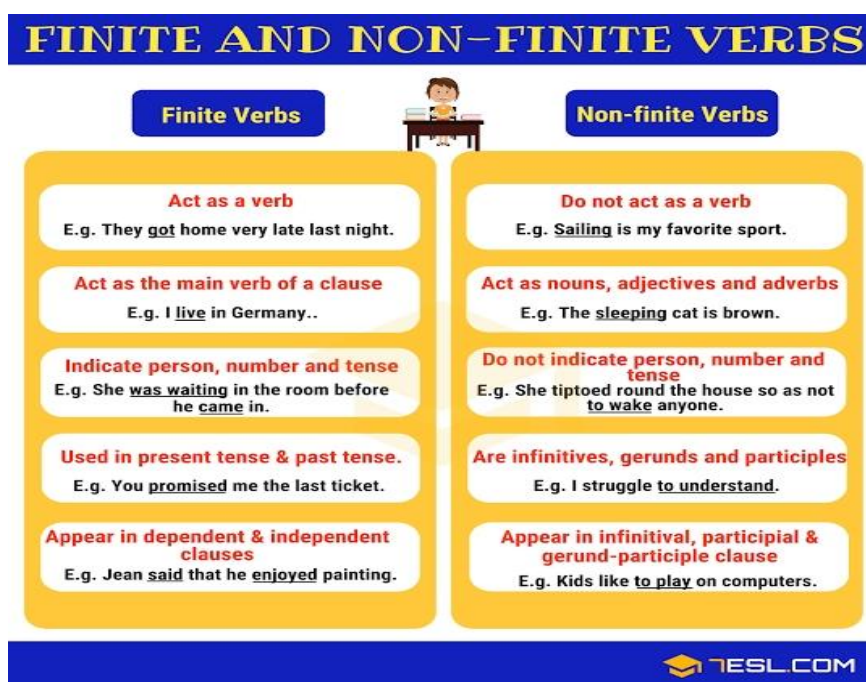 FINITE AND NON-FINITE VERBS
Finite Verbs
Act as a verb
E.g. They got home very late last night.
Act as the main verb of a clause
E.g. I live in Germany..
Indicate person, number and tense
E.g. She was waiting in the room before
he came in.
Used in present tense & past tense.
E.g. You promised me the last ticket.
Appear in dependent & independent
clauses
E.g. Jean said that he enjoyed painting.
Non-finite Verbs
Do not act as a verb
E.g. Sailing is my favorite sport.
Act as nouns, adjectives and adverbs
E.g. The sleeping cat is brown.
Do not indicate person, number and
tense
E.g. She tiptoed round the house so as not
to wake anyone.
Are infinitives, gerunds and participles
E.g. I struggle to understand.
Appear in infinitival, participial &
gerund-participle clause
E.g. Kids like to play on computers.
7ESL.COM